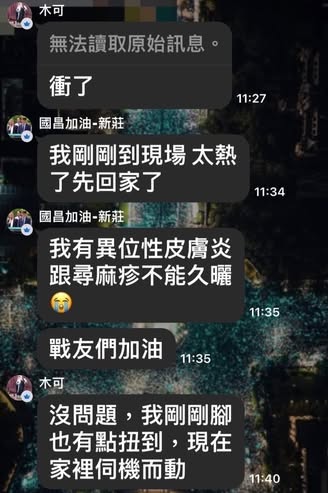 木可
無法讀取原始訊息。
衝了
11:27
國昌加油-新莊
我剛剛到現場 太熱
了先回家了
11:34
國昌加油-新莊
我有異位性皮膚炎
跟尋麻疹不能久曬
😭
11:35
戰友們加油
11:35
木可
沒問題，我剛剛腳
也有點扭到，現在
家裡伺機而動
11:40